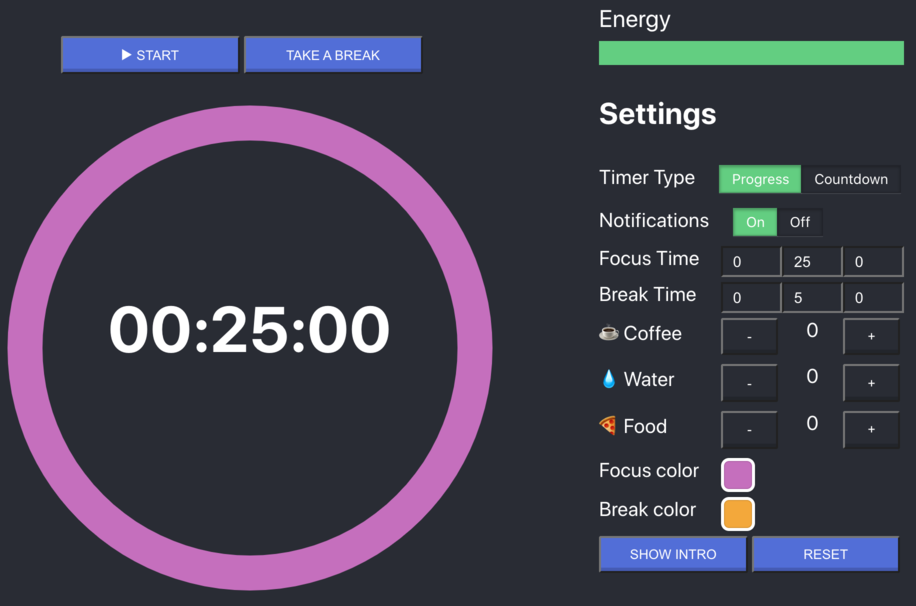 ▶ START
TAKE A BREAK
00:25:00
Energy
Settings
Timer Type Progress Countdown
Notifications On Off
Focus Time 0 25 0
Break Time 0 5 0
☕ Coffee - 0 +
💧 Water - 0 +
🍕 Food - 0 +
Focus color
Break color
SHOW INTRO
RESET